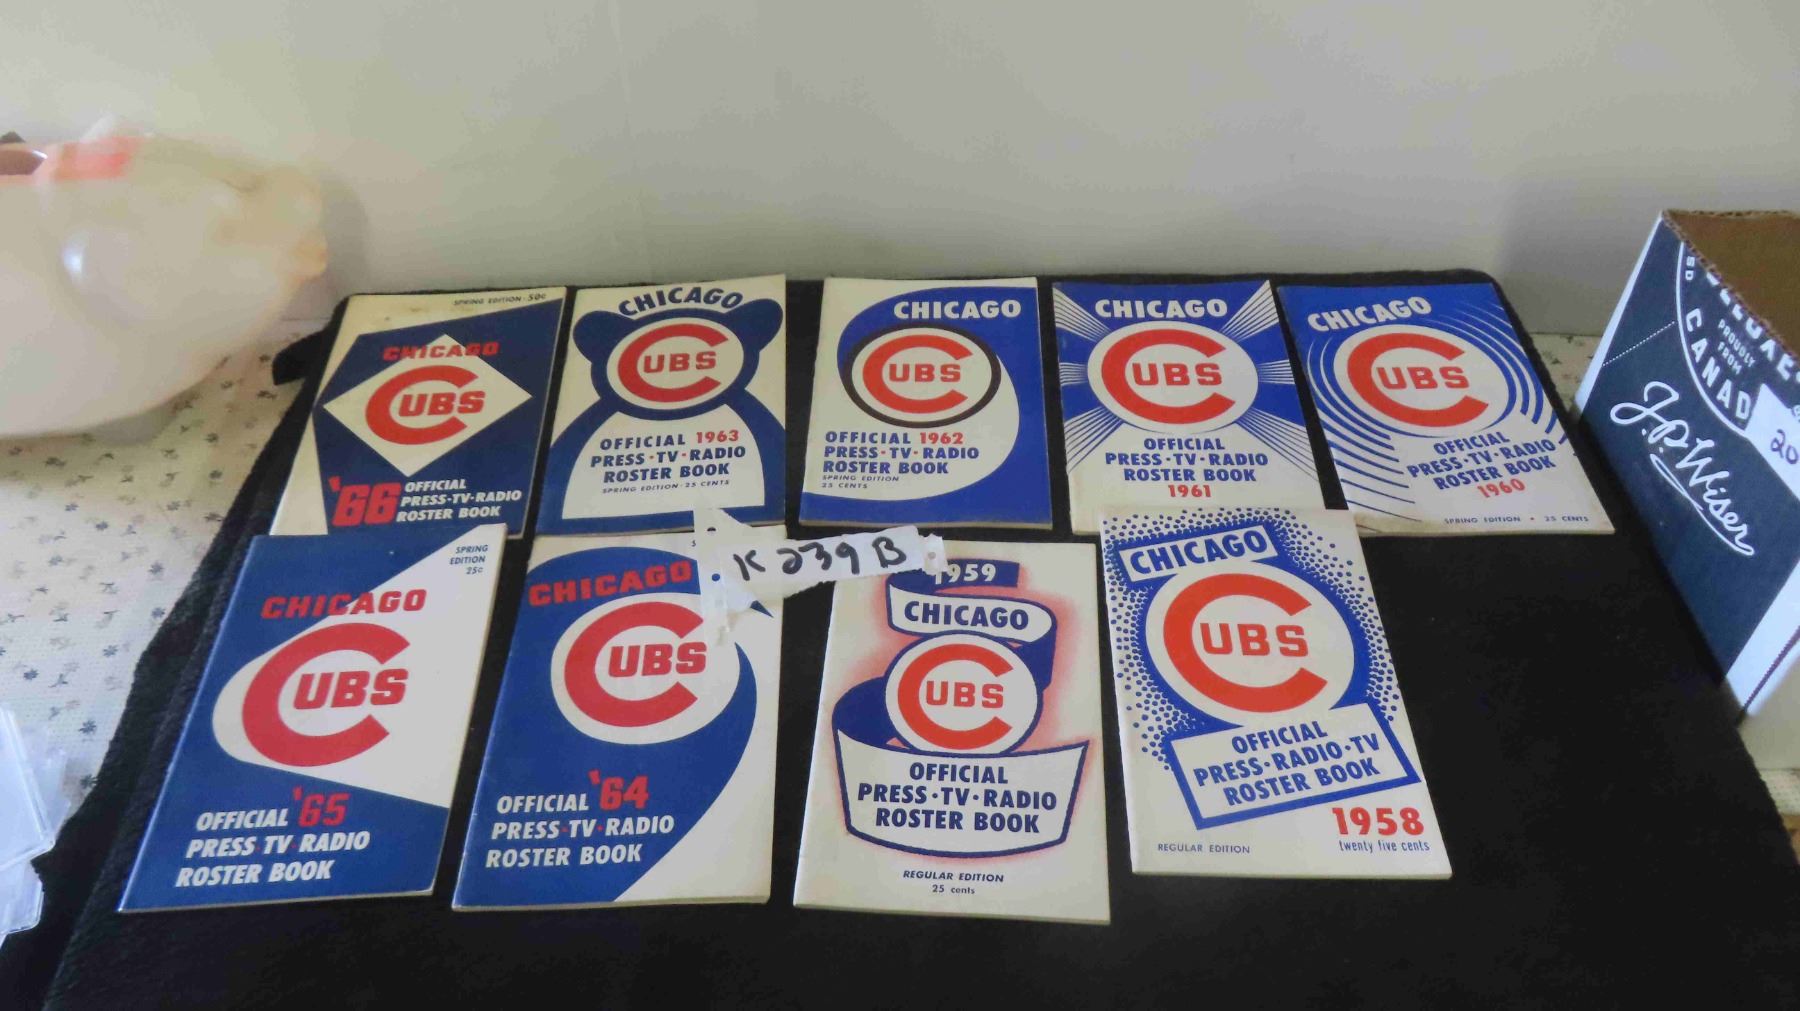 SPRING EDITION · 50¢
CHICAGO
CUBS
'66 OFFICIAL
PRESS·TV·RADIO
ROSTER BOOK
CHICAGO
CUBS
OFFICIAL 1963
PRESS·TV·RADIO
ROSTER BOOK
SPRING EDITION · 25 CENTS
CHICAGO
CUBS
OFFICIAL 1962
PRESS·TV·RADIO
ROSTER BOOK
SPRING EDITION
25 CENTS
CHICAGO
CUBS
OFFICIAL
PRESS·TV·RADIO
ROSTER BOOK
1961
CHICAGO
CUBS
OFFICIAL
PRESS·TV·RADIO
ROSTER BOOK
1960
SPRING EDITION • 25 CENTS
SPRING
EDITION
25¢
CHICAGO
CUBS
OFFICIAL '65
PRESS·TV·RADIO
ROSTER BOOK
CHICAGO
CUBS
OFFICIAL '64
PRESS·TV·RADIO
ROSTER BOOK
K239B
1959
CHICAGO
CUBS
OFFICIAL
PRESS·TV·RADIO
ROSTER BOOK
REGULAR EDITION
25 cents
CHICAGO
CUBS
OFFICIAL
PRESS·RADIO·TV
ROSTER BOOK
1958
twenty five cents
REGULAR EDITION
PROUDLY
FROM
CANAD
J.P. Wiser
20